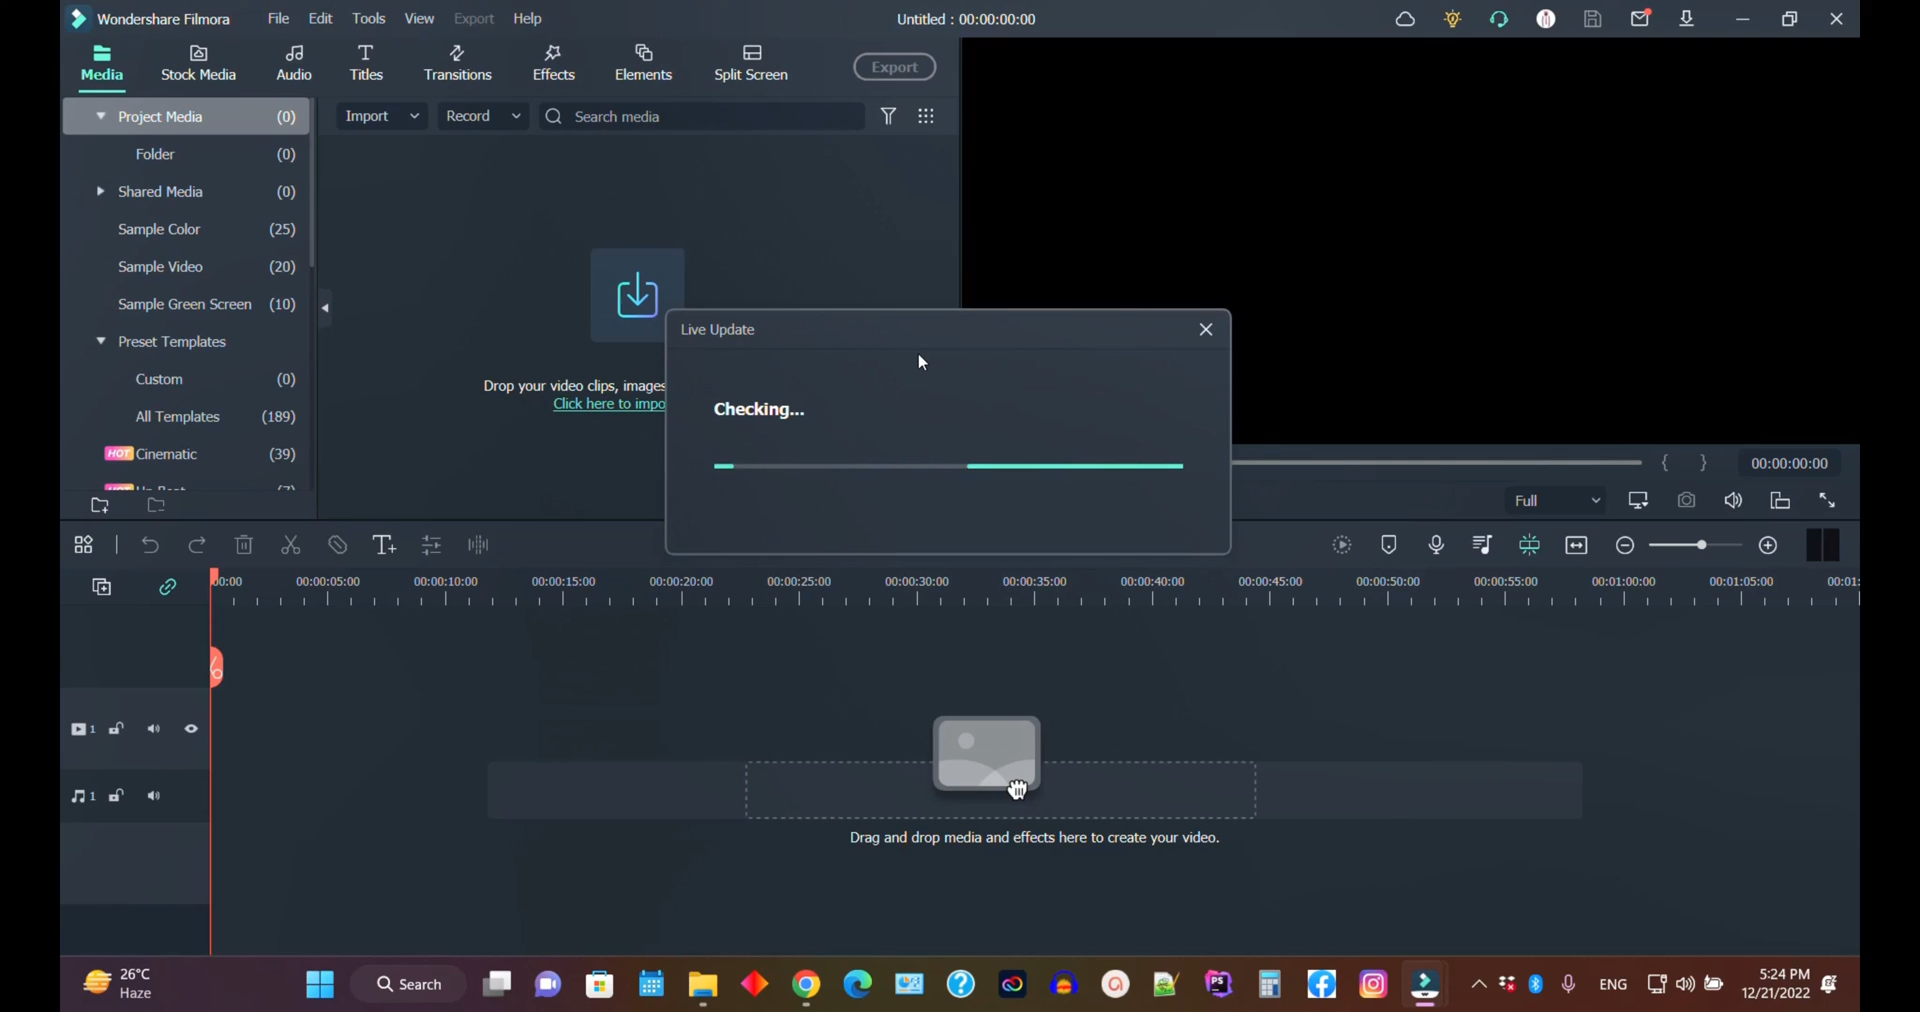 Wondershare Filmora File Edit Tools View Export Help Untitled : 00:00:00:00
Media Stock Media Audio Titles Transitions Effects Elements Split Screen Export
Project Media (0)
Import Record Search media
Folder (0)
Shared Media (0)
Sample Color (25)
Sample Video (20)
Sample Green Screen (10)
Preset Templates
Custom (0)
All Templates (189)
HOT Cinematic (39)
Drop your video clips, images
Click here to impo
Live Update
Checking...
00:00:00:00
Full
00:00 00:00:05:00 00:00:10:00 00:00:15:00 00:00:20:00 00:00:25:00 00:00:30:00 00:00:35:00 00:00:40:00 00:00:45:00 00:00:50:00 00:00:55:00 00:01:00:00 00:01:05:00 00:01:
1
1
Drag and drop media and effects here to create your video.
26°C
Haze
Search
PS
ENG
5:24 PM
12/21/2022